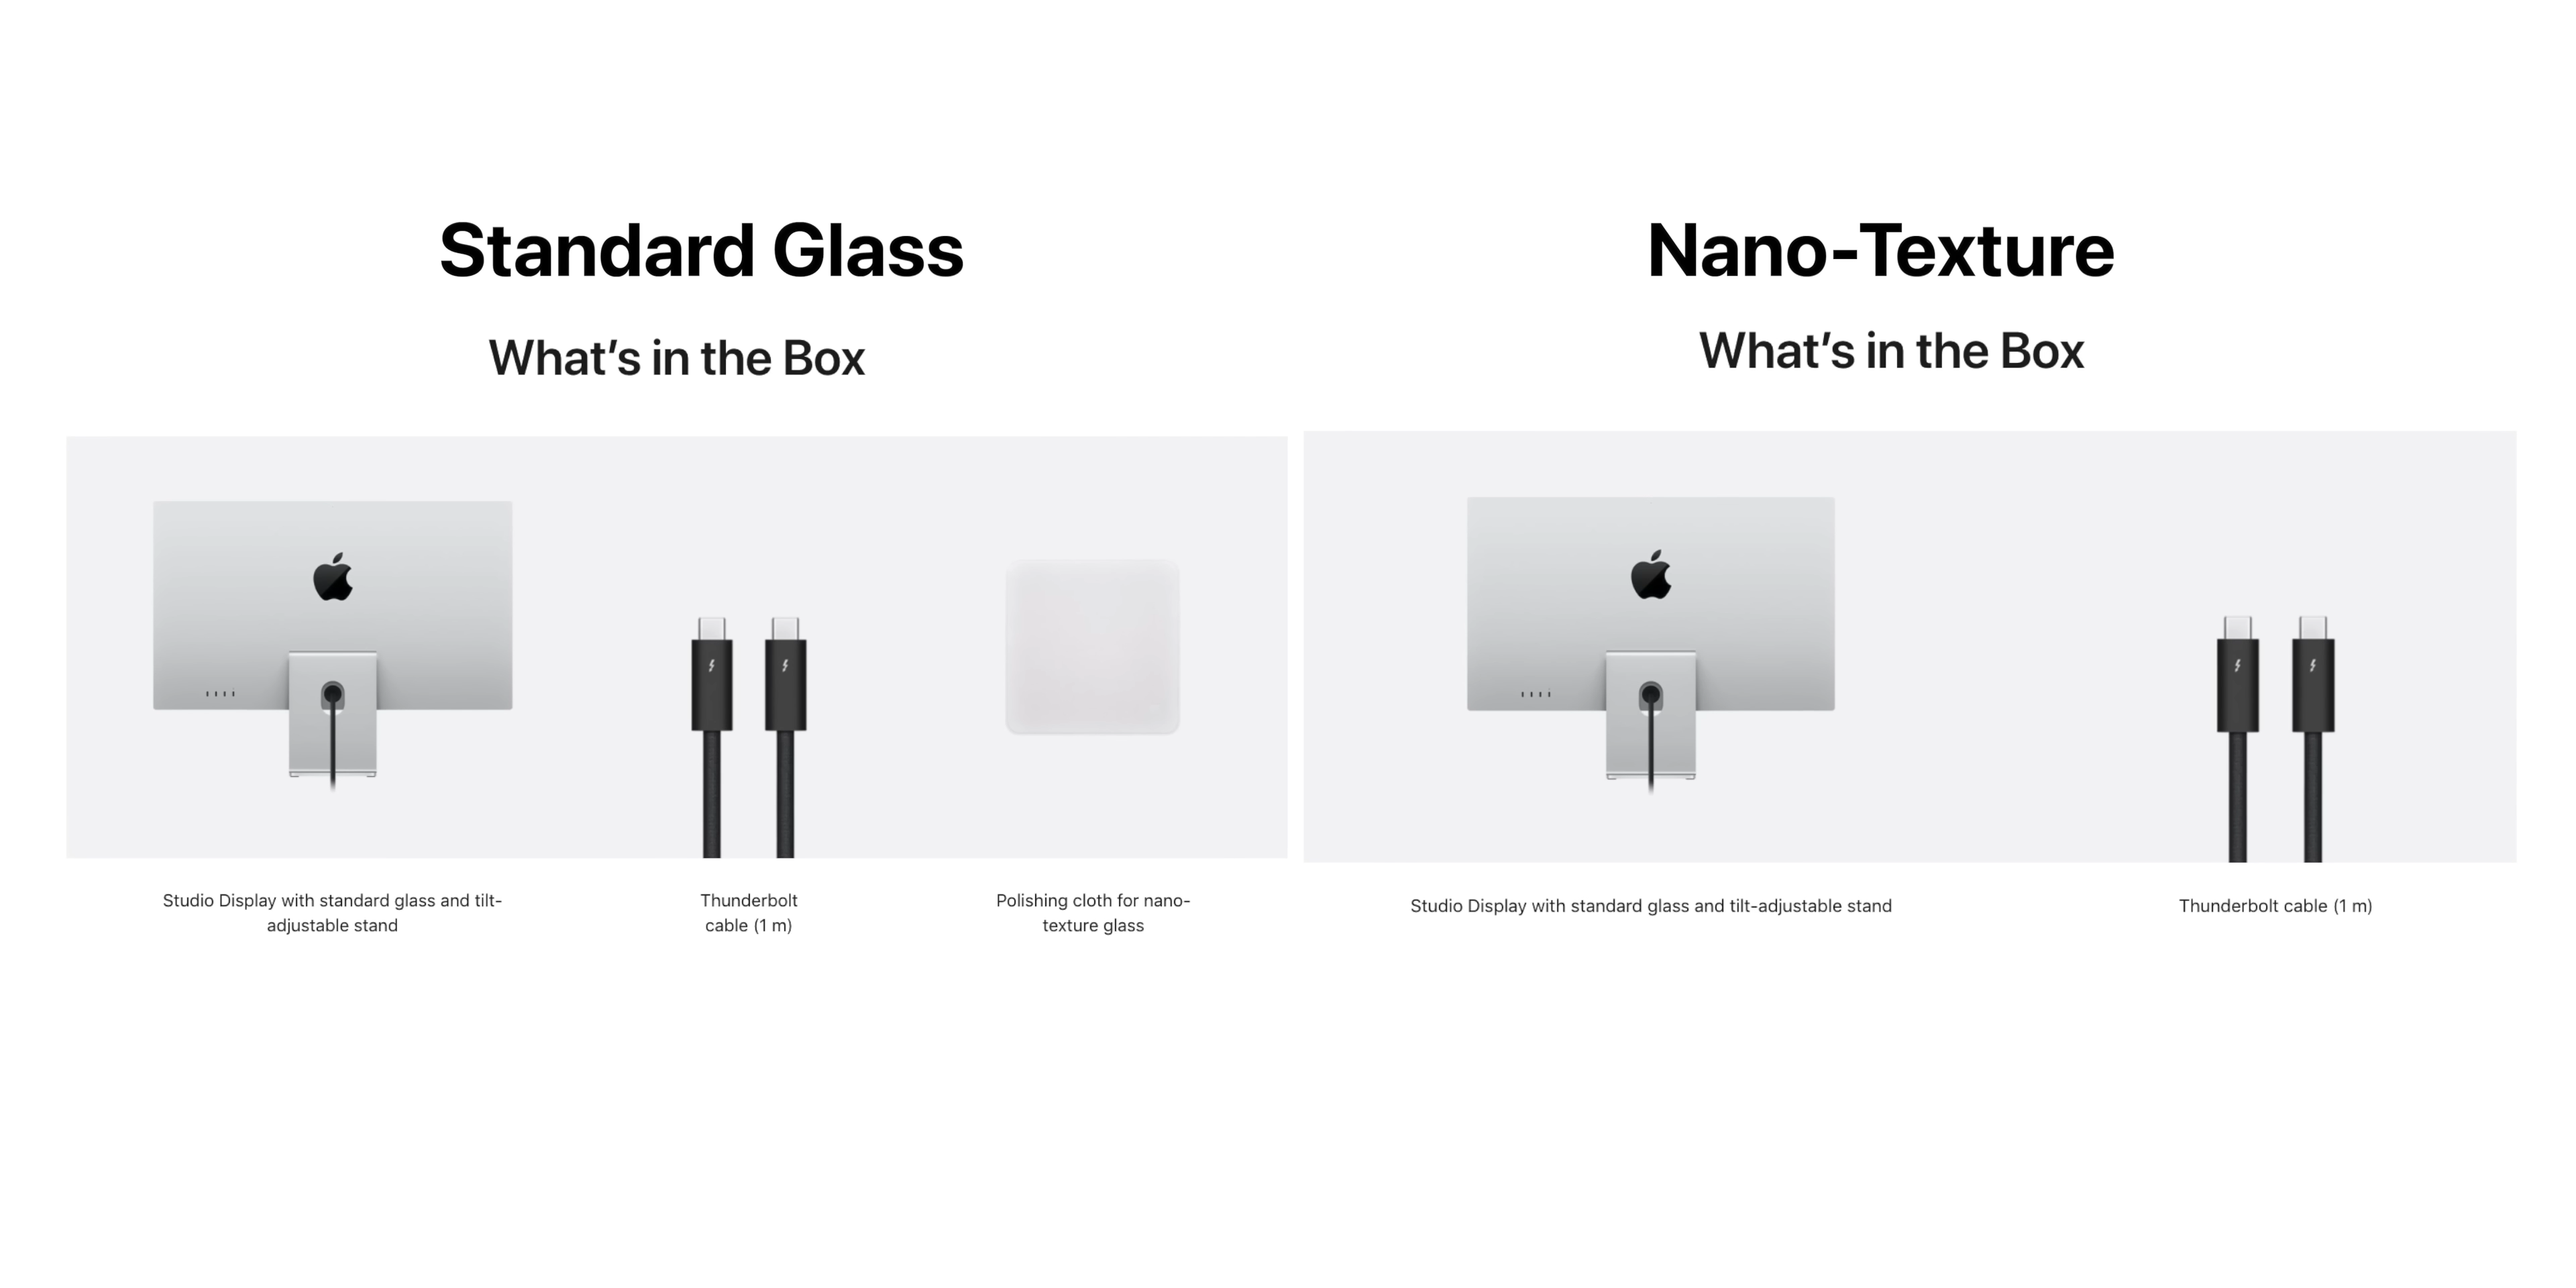 Standard Glass
What’s in the Box
Studio Display with standard glass and tilt-
adjustable stand
Thunderbolt
cable (1 m)
Polishing cloth for nano-
texture glass
Nano-Texture
What’s in the Box
Studio Display with standard glass and tilt-adjustable stand
Thunderbolt cable (1 m)